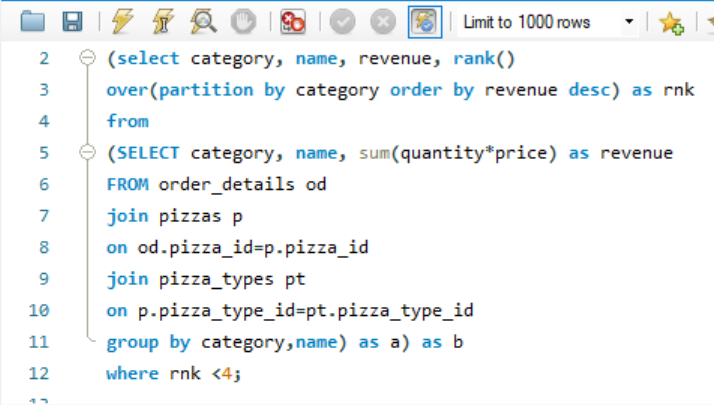 Limit to 1000 rows
2 (select category, name, revenue, rank()
3 over(partition by category order by revenue desc) as rnk
4 from
5 (SELECT category, name, sum(quantity*price) as revenue
6 FROM order_details od
7 join pizzas p
8 on od.pizza_id=p.pizza_id
9 join pizza_types pt
10 on p.pizza_type_id=pt.pizza_type_id
11 group by category,name) as a) as b
12 where rnk <4;